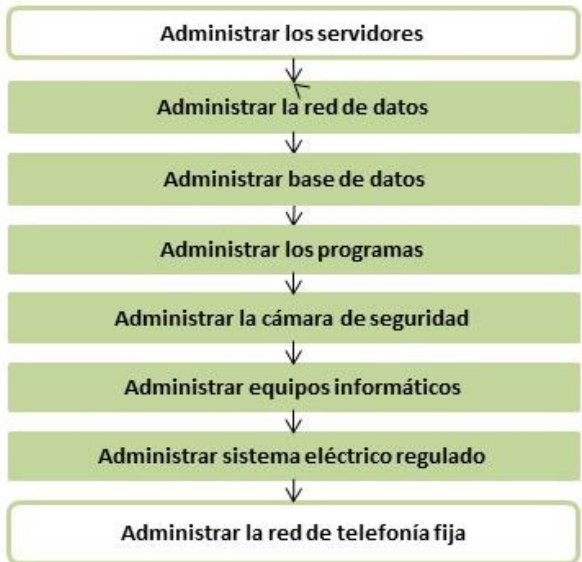 Administrar los servidores
Administrar la red de datos
Administrar base de datos
Administrar los programas
Administrar la cámara de seguridad
Administrar equipos informáticos
Administrar sistema eléctrico regulado
Administrar la red de telefonía fija